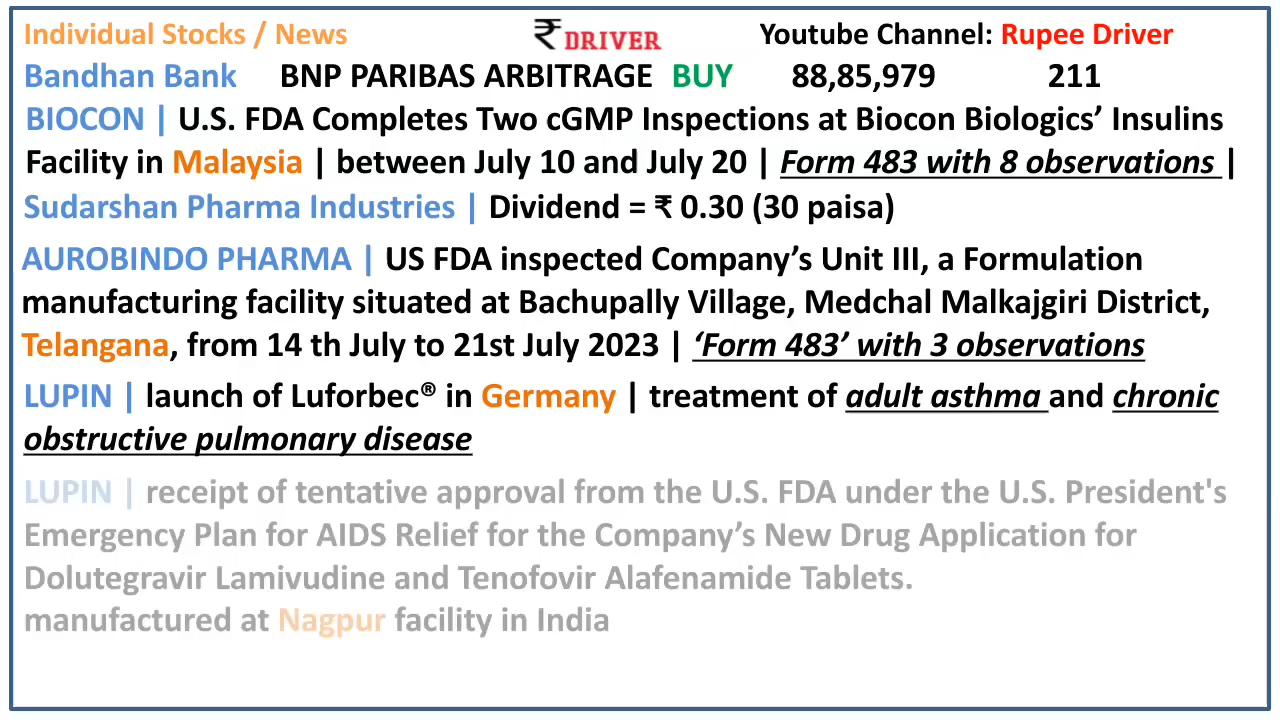 Individual Stocks / News ₹ DRIVER Youtube Channel: Rupee Driver
Bandhan Bank BNP PARIBAS ARBITRAGE BUY 88,85,979 211
BIOCON | U.S. FDA Completes Two cGMP Inspections at Biocon Biologics’ Insulins
Facility in Malaysia | between July 10 and July 20 | Form 483 with 8 observations |
Sudarshan Pharma Industries | Dividend = ₹ 0.30 (30 paisa)
AUROBINDO PHARMA | US FDA inspected Company’s Unit III, a Formulation
manufacturing facility situated at Bachupally Village, Medchal Malkajgiri District,
Telangana, from 14 th July to 21st July 2023 | ‘Form 483’ with 3 observations
LUPIN | launch of Luforbec® in Germany | treatment of adult asthma and chronic
obstructive pulmonary disease
LUPIN | receipt of tentative approval from the U.S. FDA under the U.S. President's
Emergency Plan for AIDS Relief for the Company’s New Drug Application for
Dolutegravir Lamivudine and Tenofovir Alafenamide Tablets.
manufactured at Nagpur facility in India